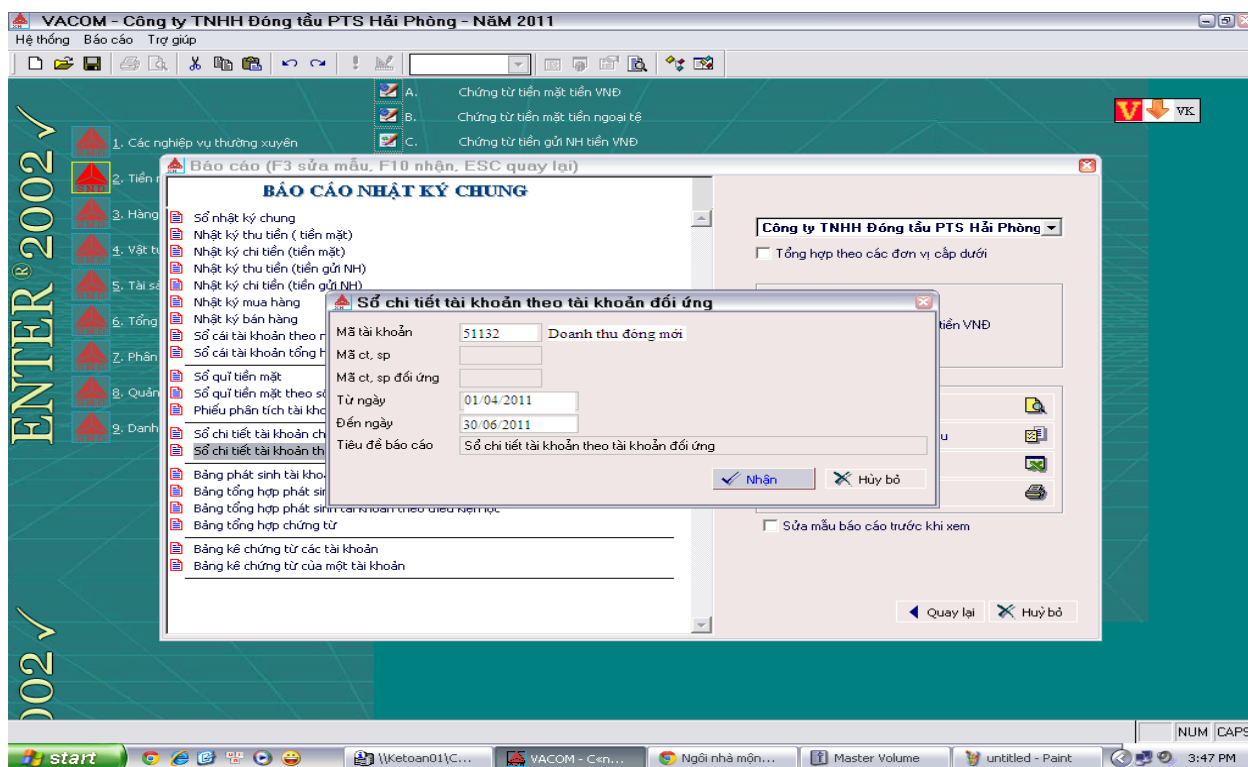 VACOM - Công ty TNHH Đóng tầu PTS Hải Phòng - NăM 2011
Hệ thống Báo cáo Trợ giúp
A. Chứng từ tiền mặt tiền VNĐ
B. Chứng từ tiền mặt tiền ngoại tệ
C. Chứng từ tiền gửi NH tiền VNĐ
V VK
ENTER®2002
1. Các nghiệp vụ thường xuyên
2. Tiền
3. Hàng
4. Vật
5. Tài
6. Tổng
7. Phân
8. Quản
9. Danh
Báo cáo (F3 sửa mẫu, F10 nhận, ESC quay lại)
BÁO CÁO NHẬT KÝ CHUNG
Sổ nhật ký chung
Nhật ký thu tiền ( tiền mặt)
Nhật ký chi tiền (tiền mặt)
Nhật ký thu tiền (tiền gửi NH)
Nhật ký chi tiền (tiền gửi NH)
Nhật ký mua hàng
Nhật ký bán hàng
Sổ cái tài khoản theo
Sổ cái tài khoản tổng
Sổ quĩ tiền mặt
Sổ quĩ tiền mặt theo
Phiếu phân tích tài
Sổ chi tiết tài khoản
Sổ chi tiết tài khoản
Bảng phát sinh tài
Bảng tổng hợp phát
Bảng tổng hợp phát sinh tài khoản theo điều kiện lọc
Bảng tổng hợp chứng từ
Bảng kê chứng từ các tài khoản
Bảng kê chứng từ của một tài khoản
Công ty TNHH Đóng tầu PTS Hải Phòng
Tổng hợp theo các đơn vị cấp dưới
tiền VNĐ
Sửa mẫu báo cáo trước khi xem
Quay lại Huỷ bỏ
Sổ chi tiết tài khoản theo tài khoản đối ứng
Mã tài khoản 51132 Doanh thu đóng mới
Mã ct, sp
Mã ct, sp đối ứng
Từ ngày 01/04/2011
Đến ngày 30/06/2011
Tiêu đề báo cáo Sổ chi tiết tài khoản theo tài khoản đối ứng
Nhận Hủy bỏ
NUM CAPS
start \\Ketoan01\C... VACOM - C«n... Ngôi nhà mộn... Master Volume untitled - Paint 3:47 PM